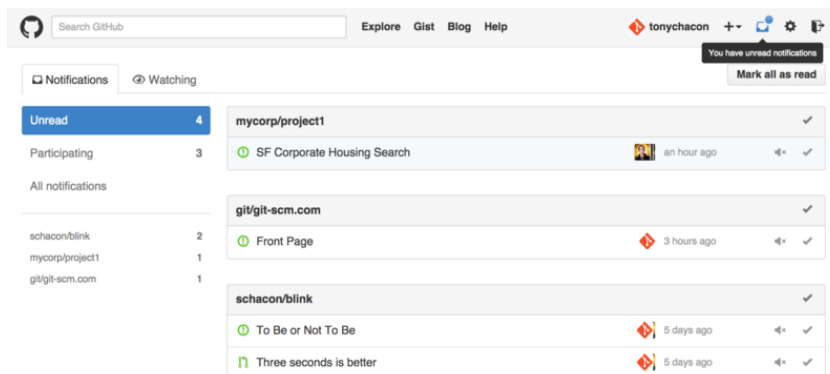 Search GitHub Explore Gist Blog Help tonychacon
You have unread notifications
Notifications Watching Mark all as read
Unread 4
Participating 3
All notifications
schacon/blink 2
mycorp/project1 1
git/git-scm.com 1
mycorp/project1
SF Corporate Housing Search an hour ago
git/git-scm.com
Front Page 3 hours ago
schacon/blink
To Be or Not To Be 5 days ago
Three seconds is better 5 days ago